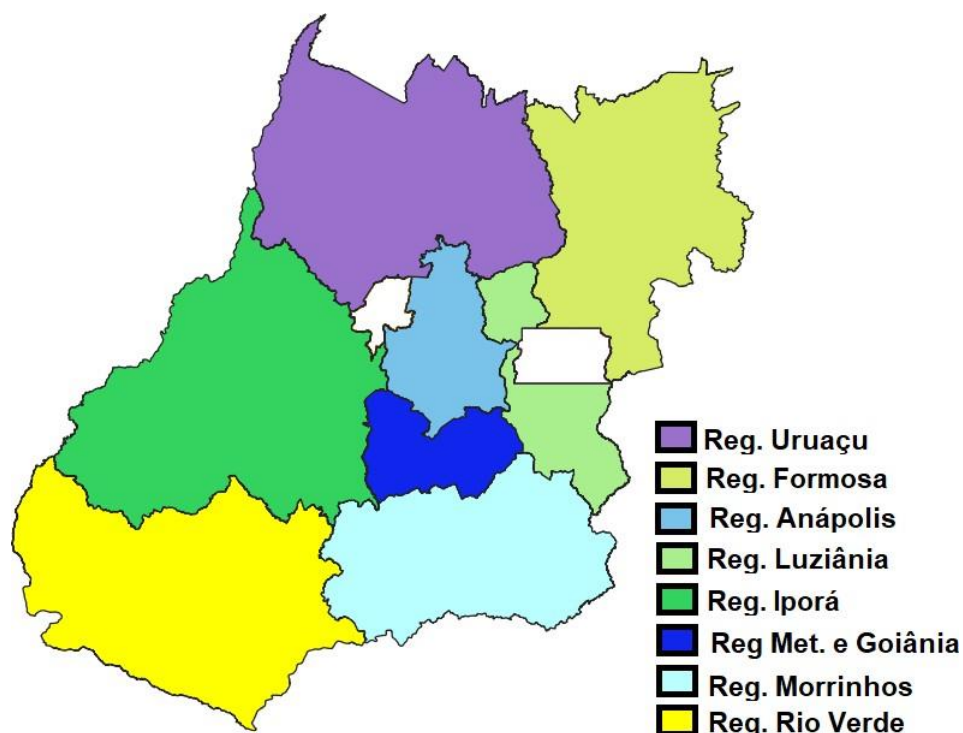 Reg. Uruaçu
Reg. Formosa
Reg. Anápolis
Reg. Luziânia
Reg. Iporá
Reg Met. e Goiânia
Reg. Morrinhos
Reg. Rio Verde